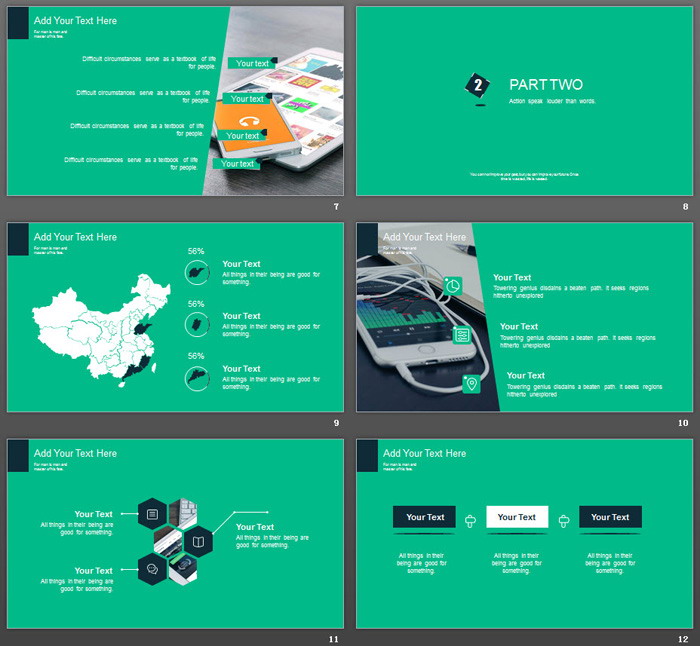 Add Your Text Here
For man is man and
master of his fate.
Difficult circumstances serve as a textbook of life
for people.
Your text
Difficult circumstances serve as a textbook of life
for people.
Your text
Difficult circumstances serve as a textbook of life
for people.
Your text
Difficult circumstances serve as a textbook of life
for people.
Your text
7
2
PART TWO
Action speak louder than words.
8
Add Your Text Here
For man is man and
master of his fate.
56%
Your Text
All things in their being are good for
something.
56%
Your Text
All things in their being are good for
something.
56%
Your Text
All things in their being are good for
something.
9
Add Your Text Here
For man is man and
master of his fate.
Your Text
Towering genius disdains a beaten path. It seeks regions
hitherto unexplored
Your Text
Towering genius disdains a beaten path. It seeks regions
hitherto unexplored
Your Text
Towering genius disdains a beaten path. It seeks regions
hitherto unexplored
10
Add Your Text Here
For man is man and
master of his fate.
Your Text
All things in their being are
good for something.
Your Text
All things in their being are
good for something.
Your Text
All things in their being are
good for something.
11
Add Your Text Here
For man is man and
master of his fate.
Your Text
Your Text
Your Text
All things in their
being are good for
something.
All things in their
being are good for
something.
All things in their
being are good for
something.
12